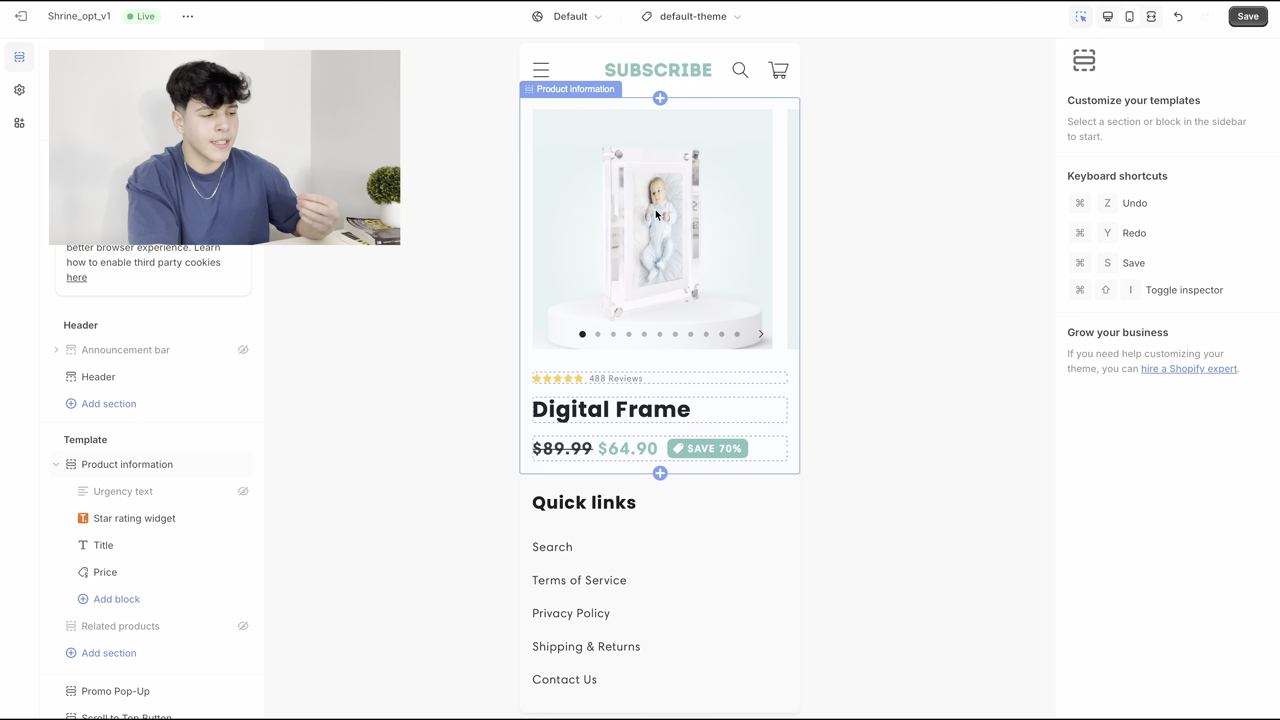 Shrine_opt_v1
Live
Default
default-theme
Save
better browser experience. Learn
how to enable third party cookies
here
Header
Announcement bar
Header
Add section
Template
Product information
Urgency text
Star rating widget
Title
Price
Add block
Related products
Add section
Promo Pop-Up
Scroll to Top Button
SUBSCRIBE
Product information
488 Reviews
Digital Frame
$89.99 $64.90 SAVE 70%
Quick links
Search
Terms of Service
Privacy Policy
Shipping & Returns
Contact Us
Customize your templates
Select a section or block in the sidebar
to start.
Keyboard shortcuts
⌘ Z Undo
⌘ Y Redo
⌘ S Save
⌘ ⇧ I Toggle inspector
Grow your business
If you need help customizing your
theme, you can hire a Shopify expert.